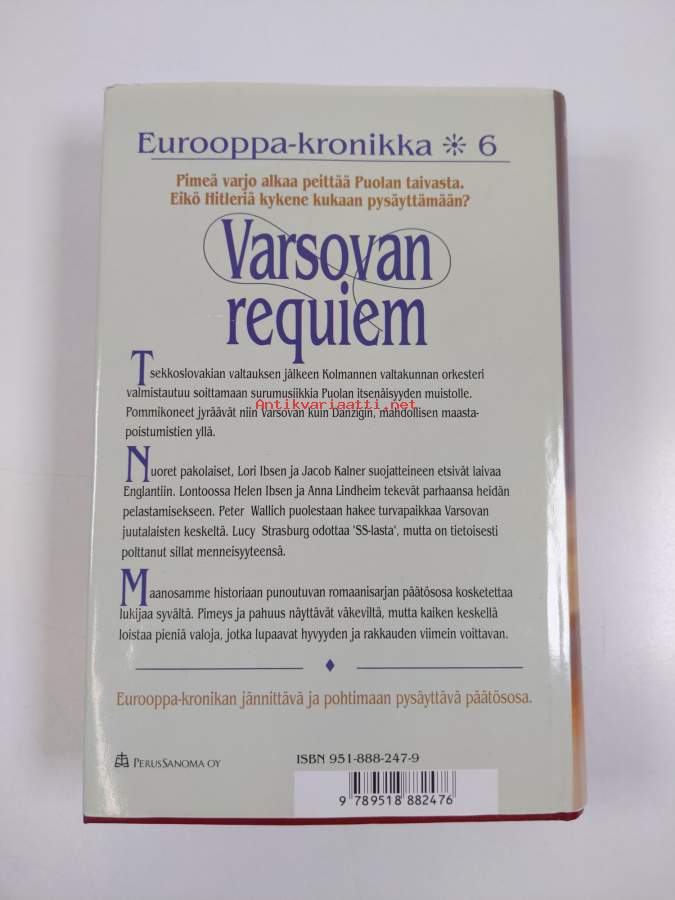 Eurooppa-kronikka ✻ 6
Pimeä varjo alkaa peittää Puolan taivasta.
Eikö Hitleriä kykene kukaan pysäyttämään?
Varsovan
requiem
Tsekkoslovakian valtauksen jälkeen Kolmannen valtakunnan orkesteri
valmistautuu soittamaan surumusiikkia Puolan itsenäisyyden muistolle.
Antikvariaatti.net
Pommikoneet jyräävät niin Varsovan kuin Danzigin, mahdollisen maasta-
poistumistien yllä.
Nuoret pakolaiset, Lori Ibsen ja Jacob Kalner suojatteineen etsivät laivaa
Englantiin. Lontoossa Helen Ibsen ja Anna Lindheim tekevät parhaansa heidän
pelastamisekseen. Peter Wallich puolestaan hakee turvapaikkaa Varsovan
juutalaisten keskeltä. Lucy Strasburg odottaa 'SS-lasta', mutta on tietoisesti
polttanut sillat menneisyyteensä.
Maanosamme historiaan punoutuvan romaanisarjan päätösosa koskettetaa
lukijaa syvältä. Pimeys ja pahuus näyttävät väkeviltä, mutta kaiken keskellä
loistaa pieniä valoja, jotka lupaavat hyvyyden ja rakkauden viimein voittavan.
Eurooppa-kronikan jännittävä ja pohtimaan pysäyttävä päätösosa.
PERUSSANOMA OY
ISBN 951-888-247-9
9 789518 882476